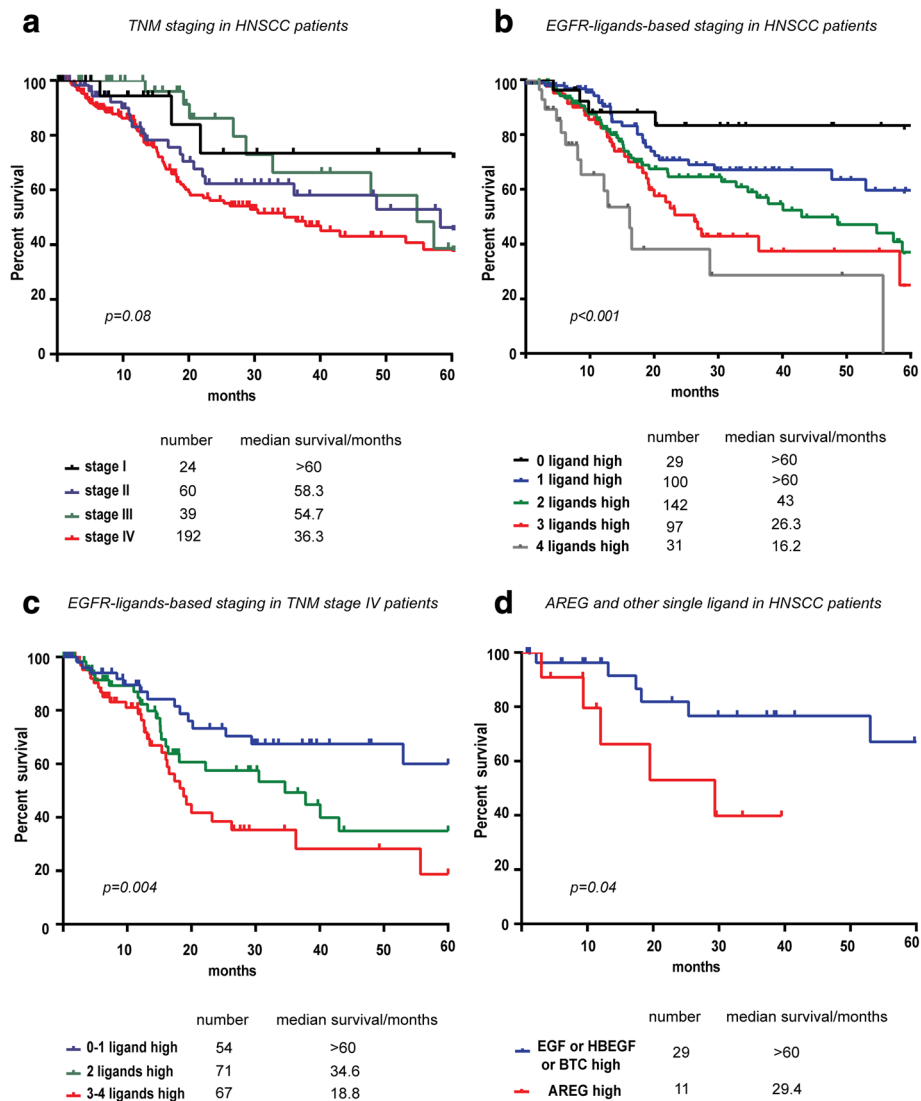 a
TNM staging in HNSCC patients
Percent survival
100
80
60
40
20
0
p=0.08
10 20 30 40 50 60
months
number median survival/months
stage I 24 >60
stage II 60 58.3
stage III 39 54.7
stage IV 192 36.3
b
EGFR-ligands-based staging in HNSCC patients
Percent survival
100
80
60
40
20
0
p<0.001
10 20 30 40 50 60
months
number median survival/months
0 ligand high 29 >60
1 ligand high 100 >60
2 ligands high 142 43
3 ligands high 97 26.3
4 ligands high 31 16.2
c
EGFR-ligands-based staging in TNM stage IV patients
Percent survival
100
80
60
40
20
0
p=0.004
10 20 30 40 50 60
months
number median survival/months
0-1 ligand high 54 >60
2 ligands high 71 34.6
3-4 ligands high 67 18.8
d
AREG and other single ligand in HNSCC patients
Percent survival
100
80
60
40
20
0
p=0.04
10 20 30 40 50 60
months
number median survival/months
EGF or HBEGF
or BTC high 29 >60
AREG high 11 29.4